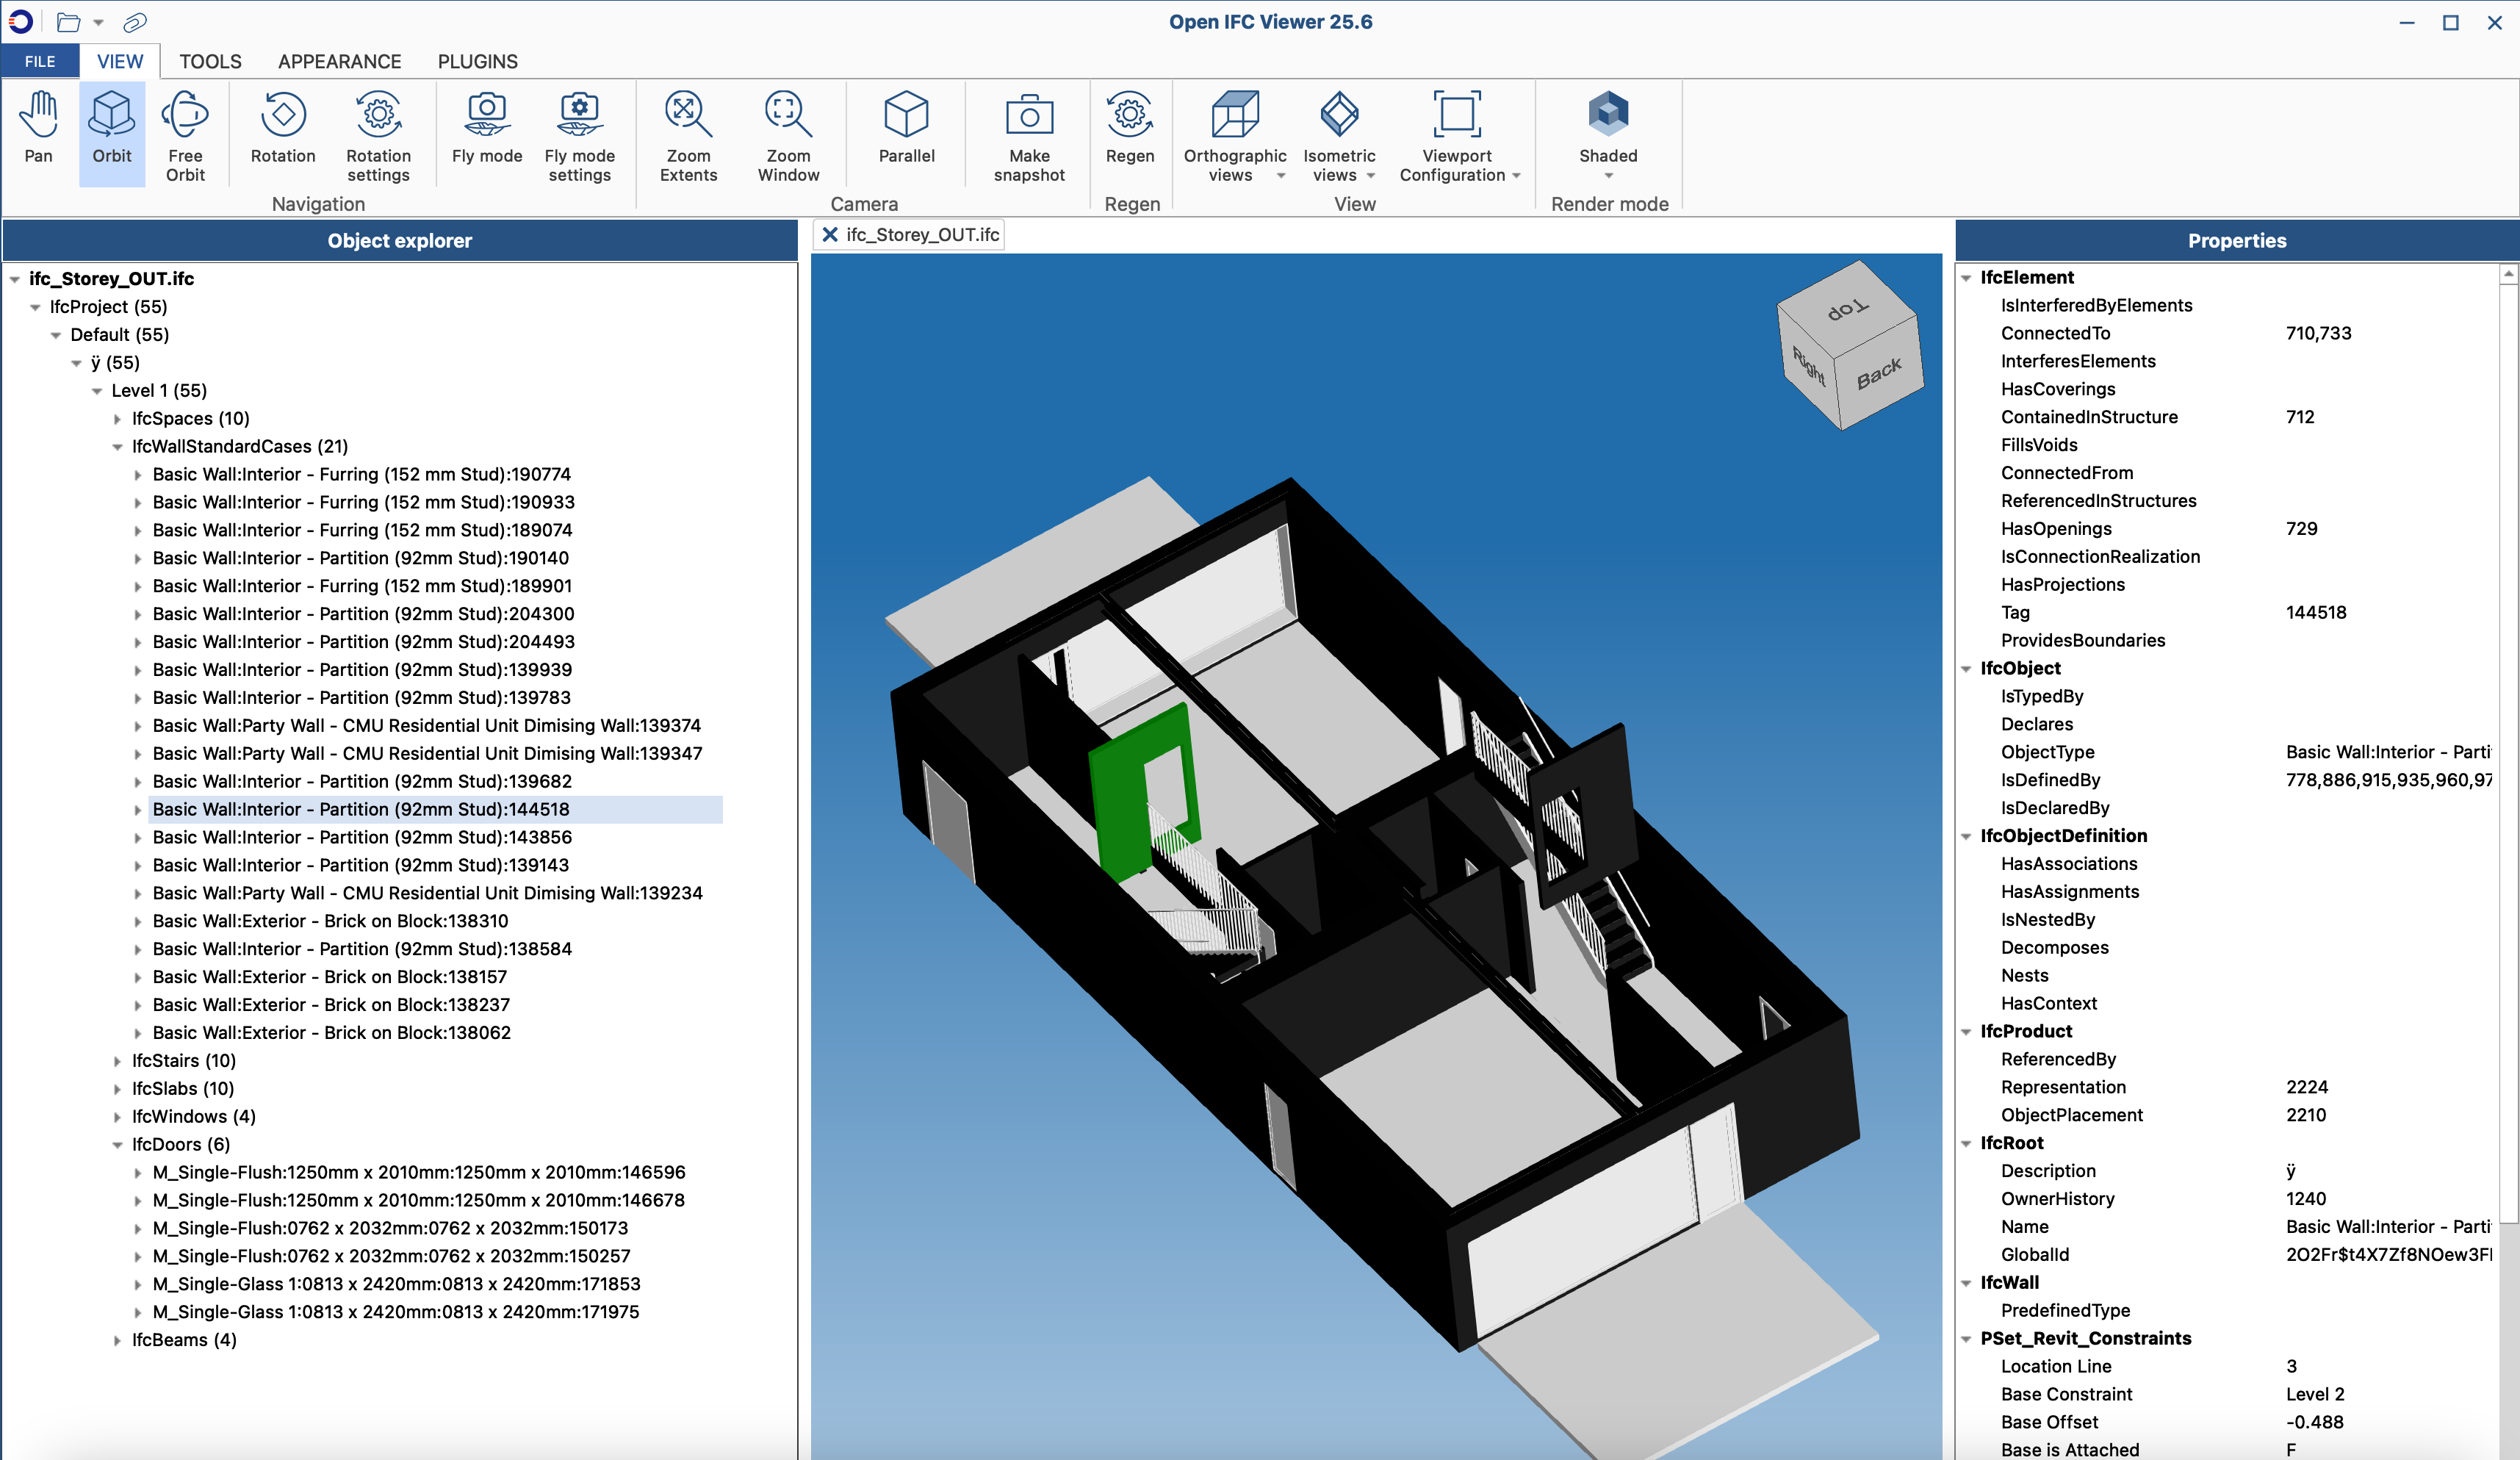 Open IFC Viewer 25.6
FILE VIEW TOOLS APPEARANCE PLUGINS
Pan
Orbit
Free
Orbit
Rotation
Rotation
settings
Fly mode
Fly mode
settings
Zoom
Extents
Zoom
Window
Parallel
Make
snapshot
Regen
Orthographic
views
Isometric
views
Viewport
Configuration
Shaded
Navigation
Camera
Regen
View
Render mode
Object explorer
ifc_Storey_OUT.ifc
IfcProject (55)
Default (55)
ÿ (55)
Level 1 (55)
IfcSpaces (10)
IfcWallStandardCases (21)
Basic Wall:Interior - Furring (152 mm Stud):190774
Basic Wall:Interior - Furring (152 mm Stud):190933
Basic Wall:Interior - Furring (152 mm Stud):189074
Basic Wall:Interior - Partition (92mm Stud):190140
Basic Wall:Interior - Furring (152 mm Stud):189901
Basic Wall:Interior - Partition (92mm Stud):204300
Basic Wall:Interior - Partition (92mm Stud):204493
Basic Wall:Interior - Partition (92mm Stud):139939
Basic Wall:Interior - Partition (92mm Stud):139783
Basic Wall:Party Wall - CMU Residential Unit Dimising Wall:139374
Basic Wall:Party Wall - CMU Residential Unit Dimising Wall:139347
Basic Wall:Interior - Partition (92mm Stud):139682
Basic Wall:Interior - Partition (92mm Stud):144518
Basic Wall:Interior - Partition (92mm Stud):143856
Basic Wall:Interior - Partition (92mm Stud):139143
Basic Wall:Party Wall - CMU Residential Unit Dimising Wall:139234
Basic Wall:Exterior - Brick on Block:138310
Basic Wall:Interior - Partition (92mm Stud):138584
Basic Wall:Exterior - Brick on Block:138157
Basic Wall:Exterior - Brick on Block:138237
Basic Wall:Exterior - Brick on Block:138062
IfcStairs (10)
IfcSlabs (10)
IfcWindows (4)
IfcDoors (6)
M_Single-Flush:1250mm x 2010mm:1250mm x 2010mm:146596
M_Single-Flush:1250mm x 2010mm:1250mm x 2010mm:146678
M_Single-Flush:0762 x 2032mm:0762 x 2032mm:150173
M_Single-Flush:0762 x 2032mm:0762 x 2032mm:150257
M_Single-Glass 1:0813 x 2420mm:0813 x 2420mm:171853
M_Single-Glass 1:0813 x 2420mm:0813 x 2420mm:171975
IfcBeams (4)
ifc_Storey_OUT.ifc
Top
Right
Back
Properties
IfcElement
IsInterferedByElements
ConnectedTo 710,733
InterferesElements
HasCoverings
ContainedInStructure 712
FillsVoids
ConnectedFrom
ReferencedInStructures
HasOpenings 729
IsConnectionRealization
HasProjections
Tag 144518
ProvidesBoundaries
IfcObject
IsTypedBy
Declares
ObjectType Basic Wall:Interior - Parti
IsDefinedBy 778,886,915,935,960,97
IsDeclaredBy
IfcObjectDefinition
HasAssociations
HasAssignments
IsNestedBy
Decomposes
Nests
HasContext
IfcProduct
ReferencedBy
Representation 2224
ObjectPlacement 2210
IfcRoot
Description ÿ
OwnerHistory 1240
Name Basic Wall:Interior - Parti
GlobalId 2O2Fr$t4X7Zf8NOew3Fl
IfcWall
PredefinedType
PSet_Revit_Constraints
Location Line 3
Base Constraint Level 2
Base Offset -0.488
Base is Attached F